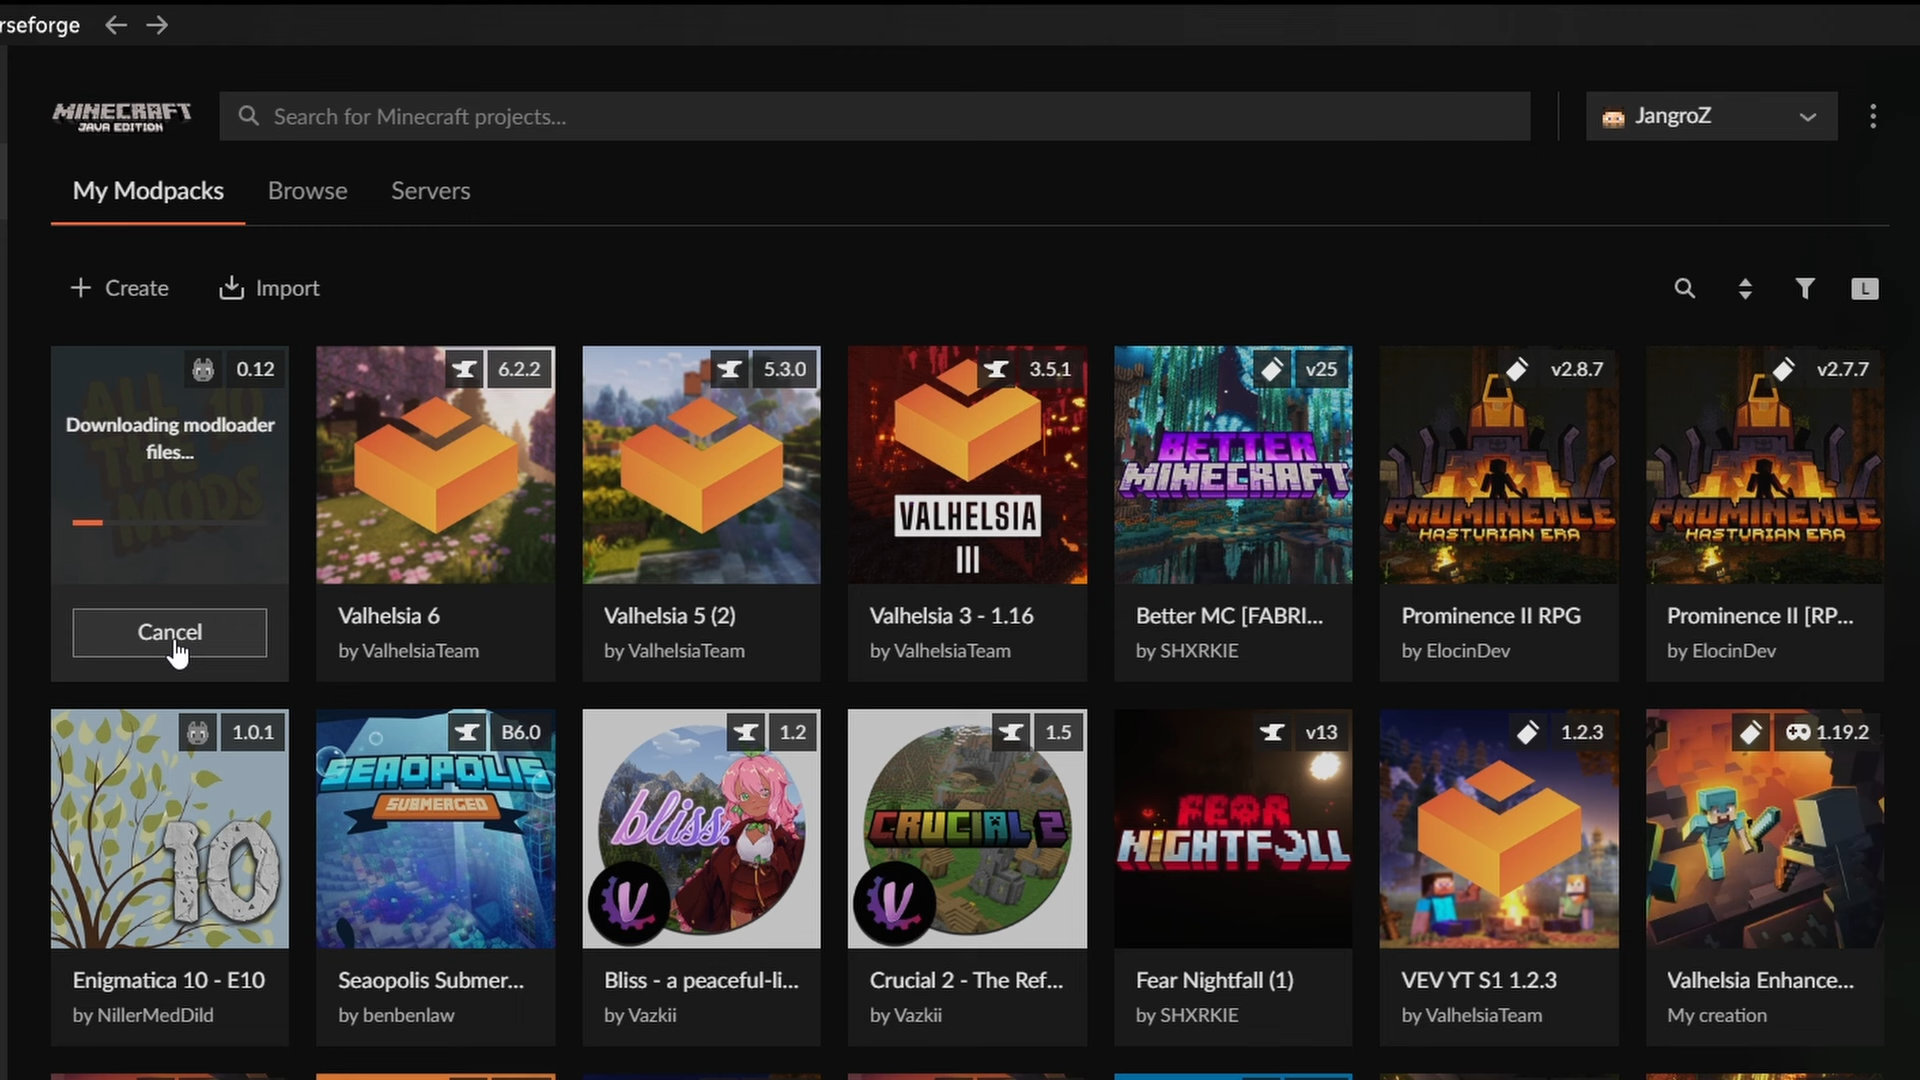 rseforge
MINECRAFT
JAVA EDITION
Search for Minecraft projects...
JangroZ
My Modpacks
Browse
Servers
Create
Import
L
0.12
ALL
THE 10
MODS
Downloading modloader
files...
Cancel
6.2.2
Valhelsia 6
by ValhelsiaTeam
5.3.0
Valhelsia 5 (2)
by ValhelsiaTeam
3.5.1
VALHELSIA
III
Valhelsia 3 - 1.16
by ValhelsiaTeam
v25
BETTER
MINECRAFT
Better MC [FABRI...
by SHXRKIE
v2.8.7
PROMINENCE
HASTURIAN ERA
Prominence II RPG
by ElocinDev
v2.7.7
PROMINENCE
HASTURIAN ERA
Prominence II [RP...
by ElocinDev
1.0.1
10
Enigmatica 10 - E10
by NillerMedDild
B6.0
SEAOPOLIS
SUBMERGED
Seaopolis Submer...
by benbenlaw
1.2
bliss.
V
Bliss - a peaceful-li...
by Vazkii
1.5
CRUCIAL 2
V
Crucial 2 - The Ref...
by Vazkii
v13
FEAR
NIGHTFALL
Fear Nightfall (1)
by SHXRKIE
1.2.3
VEV YT S1 1.2.3
by ValhelsiaTeam
1.19.2
Valhelsia Enhance...
My creation